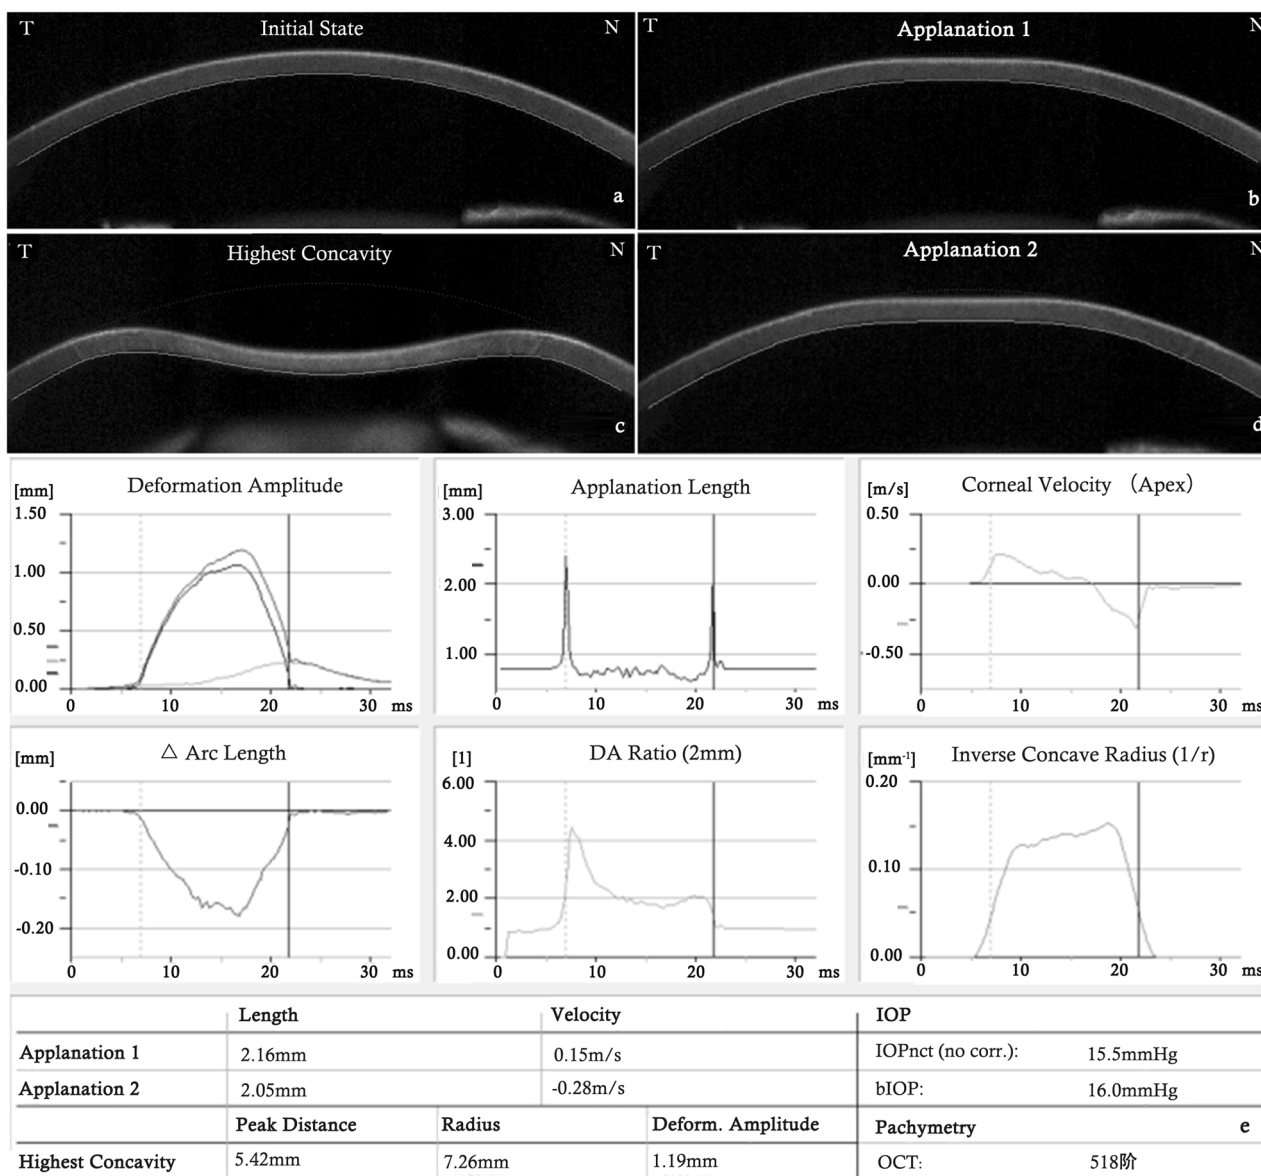 T Initial State N
a
T Applanation 1 N
b
T Highest Concavity N
c
T Applanation 2 N
d
Deformation Amplitude
[mm]
1.50
1.00
0.50
0.00
0 10 20 30 ms
Applanation Length
[mm]
3.00
2.00
1.00
0 10 20 30 ms
Corneal Velocity （Apex）
[m/s]
0.50
0.00
-0.50
0 10 20 30 ms
△ Arc Length
[mm]
0.00
-0.10
-0.20
0 10 20 30 ms
DA Ratio (2mm)
[1]
6.00
4.00
2.00
0.00
0 10 20 30 ms
Inverse Concave Radius (1/r)
[mm⁻¹]
0.20
0.10
0.00
0 10 20 30 ms
Length Velocity IOP
Applanation 1 2.16mm 0.15m/s IOPnct (no corr.): 15.5mmHg
Applanation 2 2.05mm -0.28m/s bIOP: 16.0mmHg
Peak Distance Radius Deform. Amplitude Pachymetry e
Highest Concavity 5.42mm 7.26mm 1.19mm OCT: 518阶